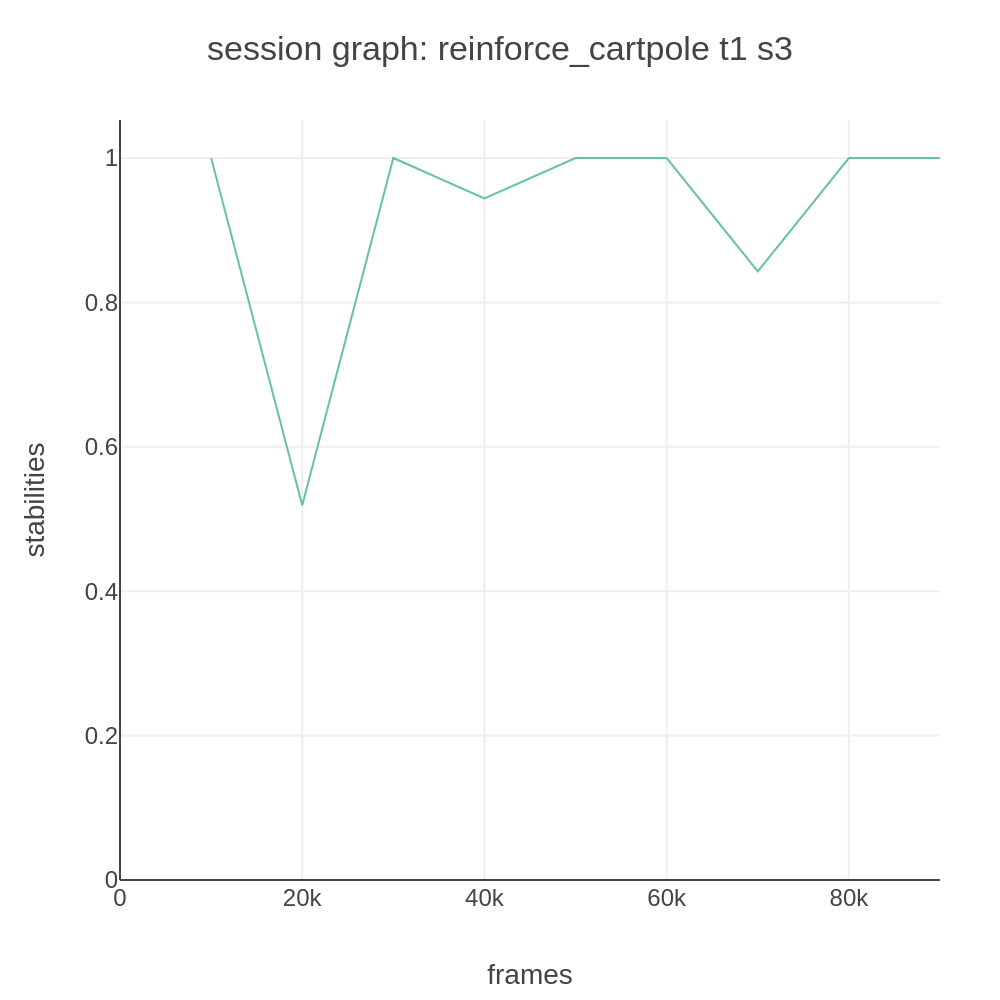 session graph: reinforce_cartpole t1 s3
1
0.8
0.6
0.4
0.2
0
stabilities
0
20k
40k
60k
80k
frames